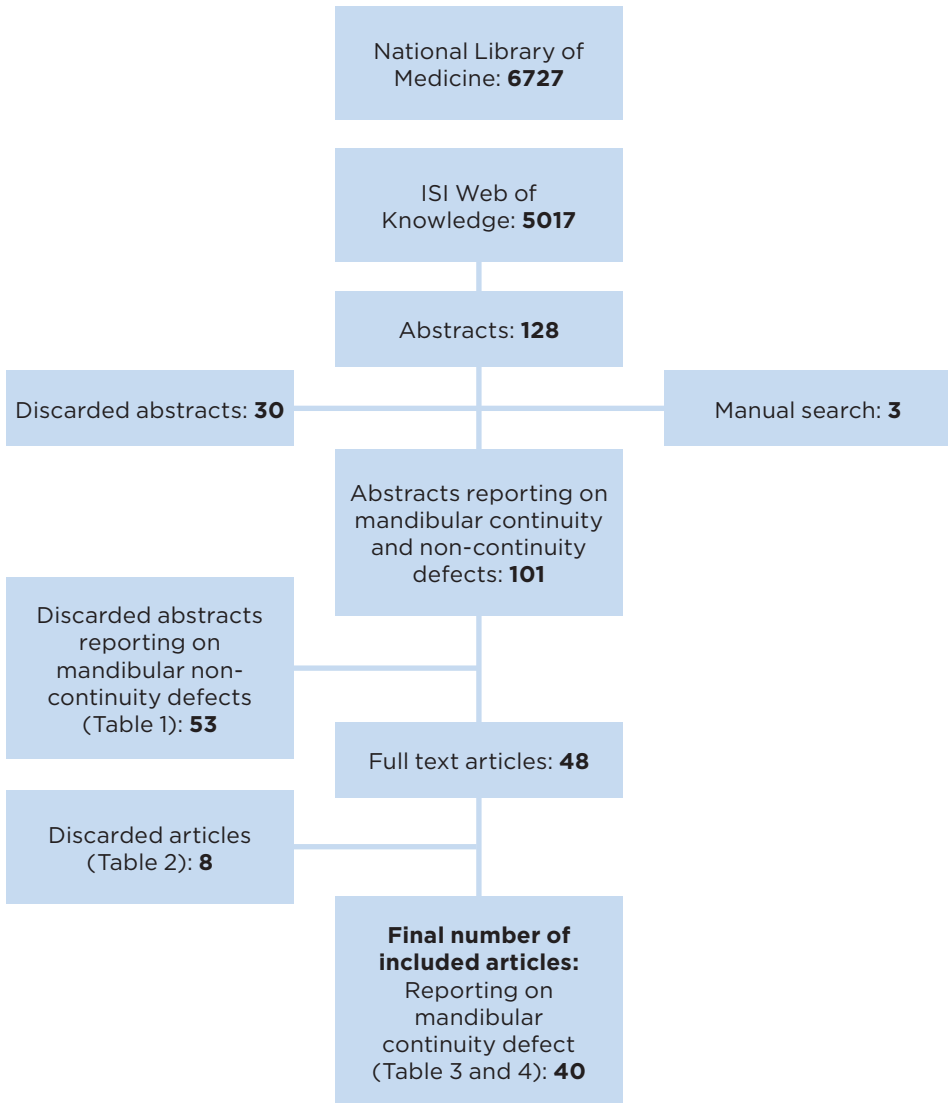 National Library of
Medicine: 6727
ISI Web of
Knowledge: 5017
Abstracts: 128
Discarded abstracts: 30
Manual search: 3
Abstracts reporting on
mandibular continuity
and non-continuity
defects: 101
Discarded abstracts
reporting on
mandibular non-
continuity defects
(Table 1): 53
Full text articles: 48
Discarded articles
(Table 2): 8
Final number of
included articles:
Reporting on
mandibular
continuity defect
(Table 3 and 4): 40